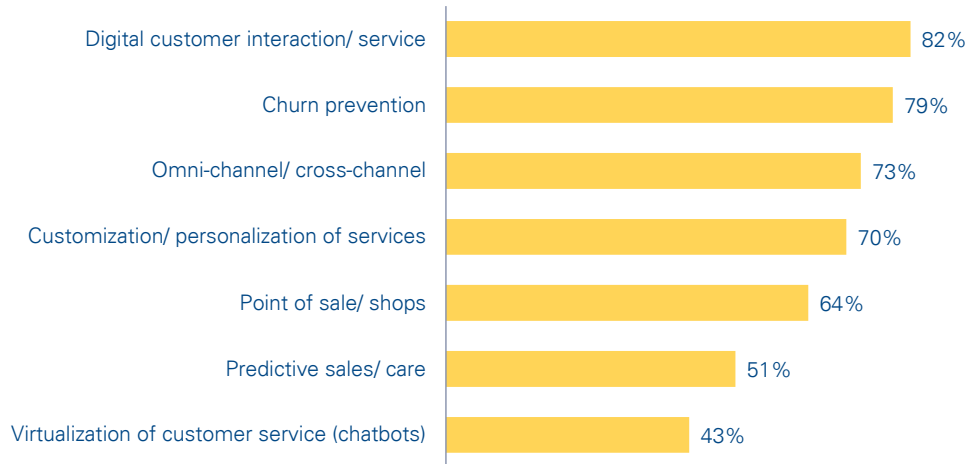 Digital customer interaction/ service 82%
Churn prevention 79%
Omni-channel/ cross-channel 73%
Customization/ personalization of services 70%
Point of sale/ shops 64%
Predictive sales/ care 51%
Virtualization of customer service (chatbots) 43%